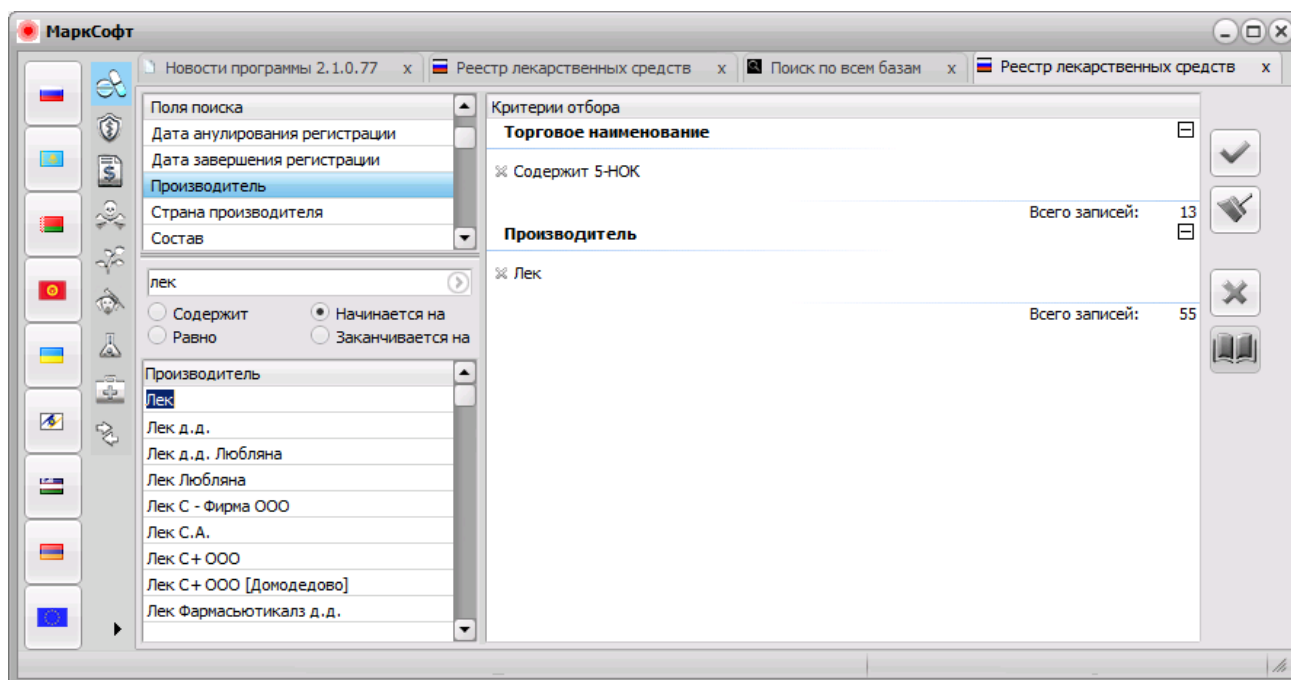 МаркСофт
Новости программы 2.1.0.77 x Реестр лекарственных средств x Поиск по всем базам x Реестр лекарственных средств x
Поля поиска
Дата анулирования регистрации
Дата завершения регистрации
Производитель
Страна производителя
Состав
лек
Содержит Начинается на
Равно Заканчивается на
Производитель
Лек
Лек д.д.
Лек д.д. Любляна
Лек Любляна
Лек С - Фирма ООО
Лек С.А.
Лек С+ ООО
Лек С+ ООО [Домодедово]
Лек Фармасьютикалз д.д.
Критерии отбора
Торговое наименование
Содержит 5-НОК
Всего записей: 13
Производитель
Лек
Всего записей: 55